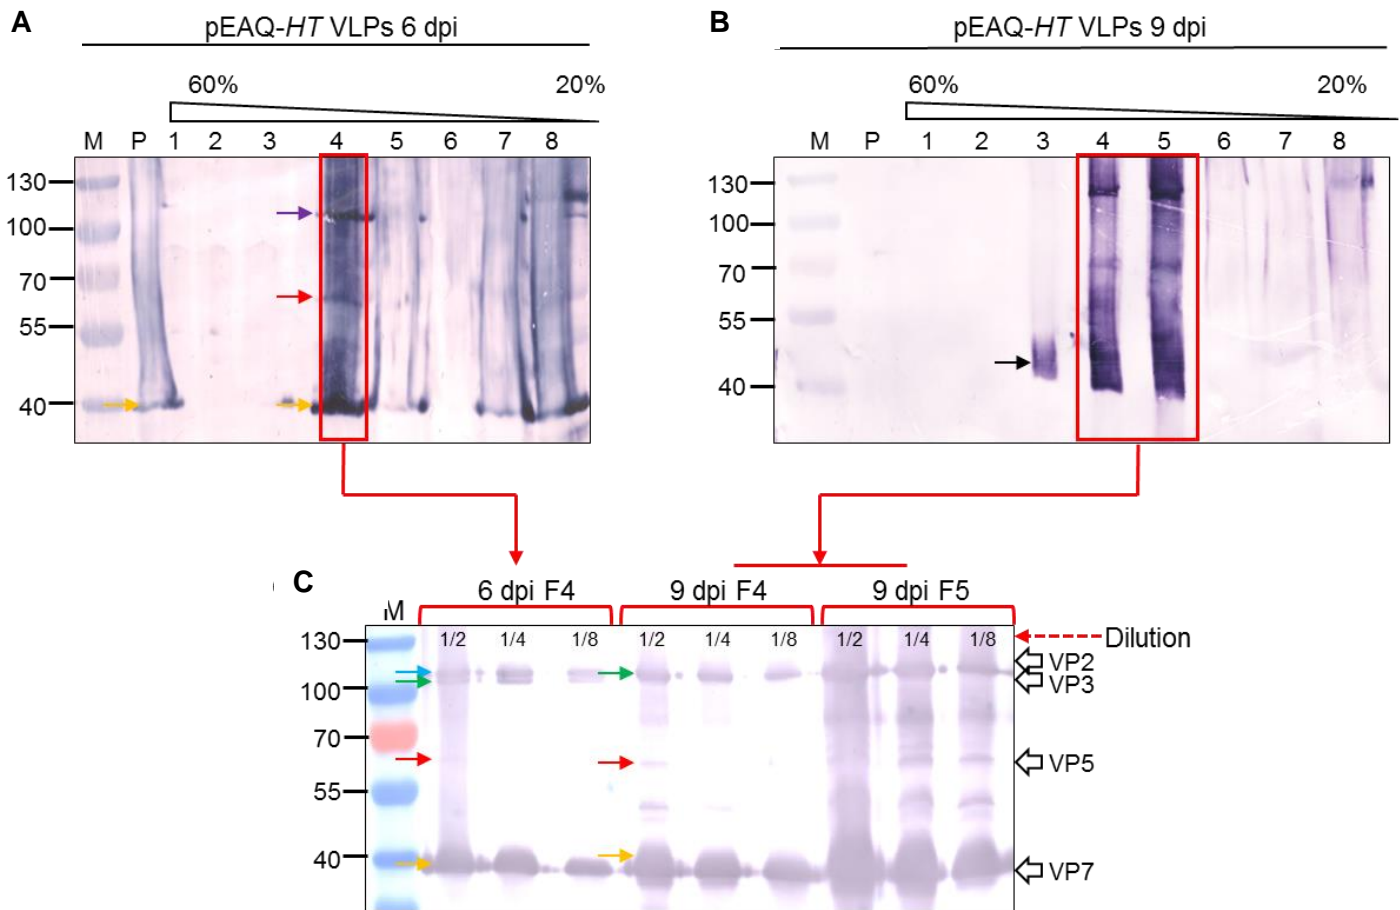 A
pEAQ-HT VLPs 6 dpi
60% 20%
M P 1 2 3 4 5 6 7 8
130
100
70
55
40
B
pEAQ-HT VLPs 9 dpi
60% 20%
M P 1 2 3 4 5 6 7 8
130
100
70
55
40
C
M 6 dpi F4 9 dpi F4 9 dpi F5
1/2 1/4 1/8 1/2 1/4 1/8 1/2 1/4 1/8 Dilution
130
100
70
55
40
VP2
VP3
VP5
VP7